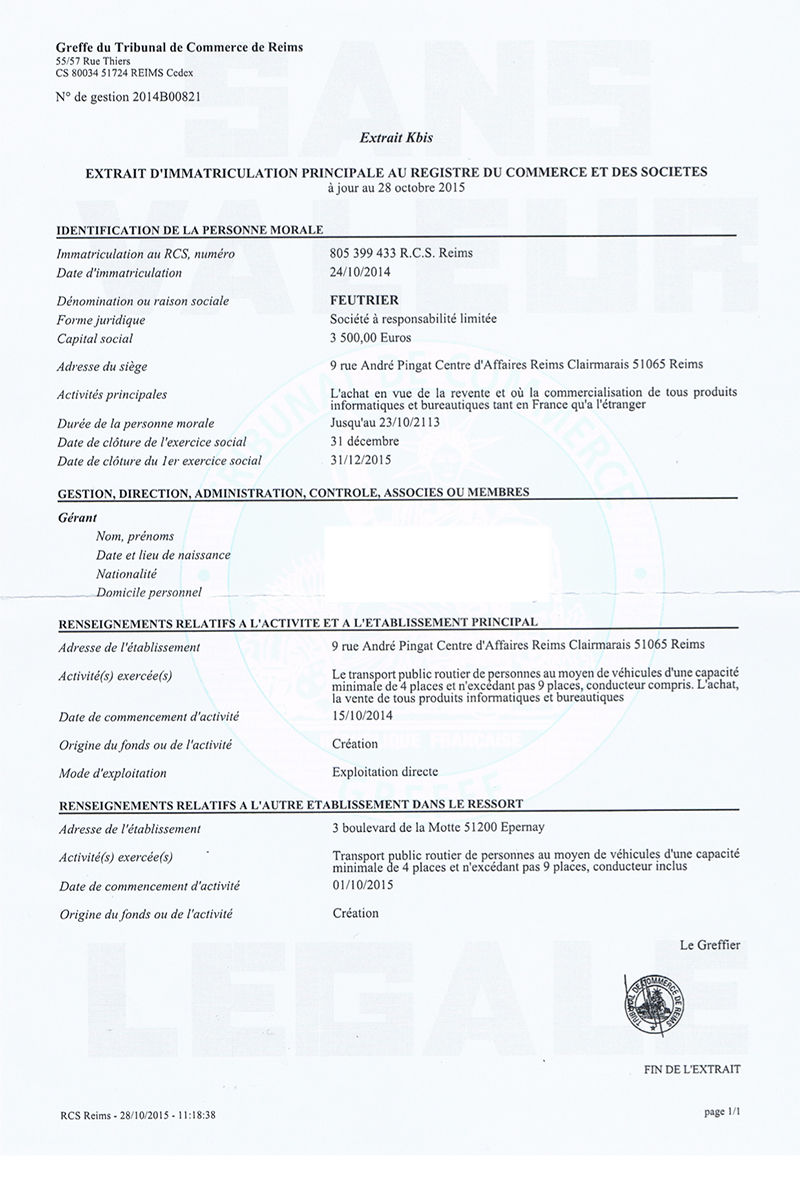 Greffe du Tribunal de Commerce de Reims
55/57 Rue Thiers
CS 80034 51724 REIMS Cedex
N° de gestion 2014B00821
Extrait Kbis
EXTRAIT D'IMMATRICULATION PRINCIPALE AU REGISTRE DU COMMERCE ET DES SOCIETES
à jour au 28 octobre 2015
IDENTIFICATION DE LA PERSONNE MORALE
Immatriculation au RCS, numéro 805 399 433 R.C.S. Reims
Date d'immatriculation 24/10/2014
Dénomination ou raison sociale FEUTRIER
Forme juridique Société à responsabilité limitée
Capital social 3 500,00 Euros
Adresse du siège 9 rue André Pingat Centre d'Affaires Reims Clairmarais 51065 Reims
Activités principales L'achat en vue de la revente et où la commercialisation de tous produits
informatiques et bureautiques tant en France qu'a l'étranger
Durée de la personne morale Jusqu'au 23/10/2113
Date de clôture de l'exercice social 31 décembre
Date de clôture du 1er exercice social 31/12/2015
GESTION, DIRECTION, ADMINISTRATION, CONTROLE, ASSOCIES OU MEMBRES
Gérant
Nom, prénoms
Date et lieu de naissance
Nationalité
Domicile personnel
RENSEIGNEMENTS RELATIFS A L'ACTIVITE ET A L'ETABLISSEMENT PRINCIPAL
Adresse de l'établissement 9 rue André Pingat Centre d'Affaires Reims Clairmarais 51065 Reims
Activité(s) exercée(s) Le transport public routier de personnes au moyen de véhicules d'une capacité
minimale de 4 places et n'excédant pas 9 places, conducteur compris. L'achat,
la vente de tous produits informatiques et bureautiques
Date de commencement d'activité 15/10/2014
Origine du fonds ou de l'activité Création
Mode d'exploitation Exploitation directe
RENSEIGNEMENTS RELATIFS A L'AUTRE ETABLISSEMENT DANS LE RESSORT
Adresse de l'établissement 3 boulevard de la Motte 51200 Epernay
Activité(s) exercée(s) Transport public routier de personnes au moyen de véhicules d'une capacité
minimale de 4 places et n'excédant pas 9 places, conducteur inclus
Date de commencement d'activité 01/10/2015
Origine du fonds ou de l'activité Création
Le Greffier
TRIBUNAL DE COMMERCE DE REIMS
FIN DE L'EXTRAIT
RCS Reims - 28/10/2015 - 11:18:38 page 1/1
SANS
VALEUR
LEGALE
TRIBUNAL DE COMMERCE
REPUBLIQUE FRANÇAISE
GREFFE